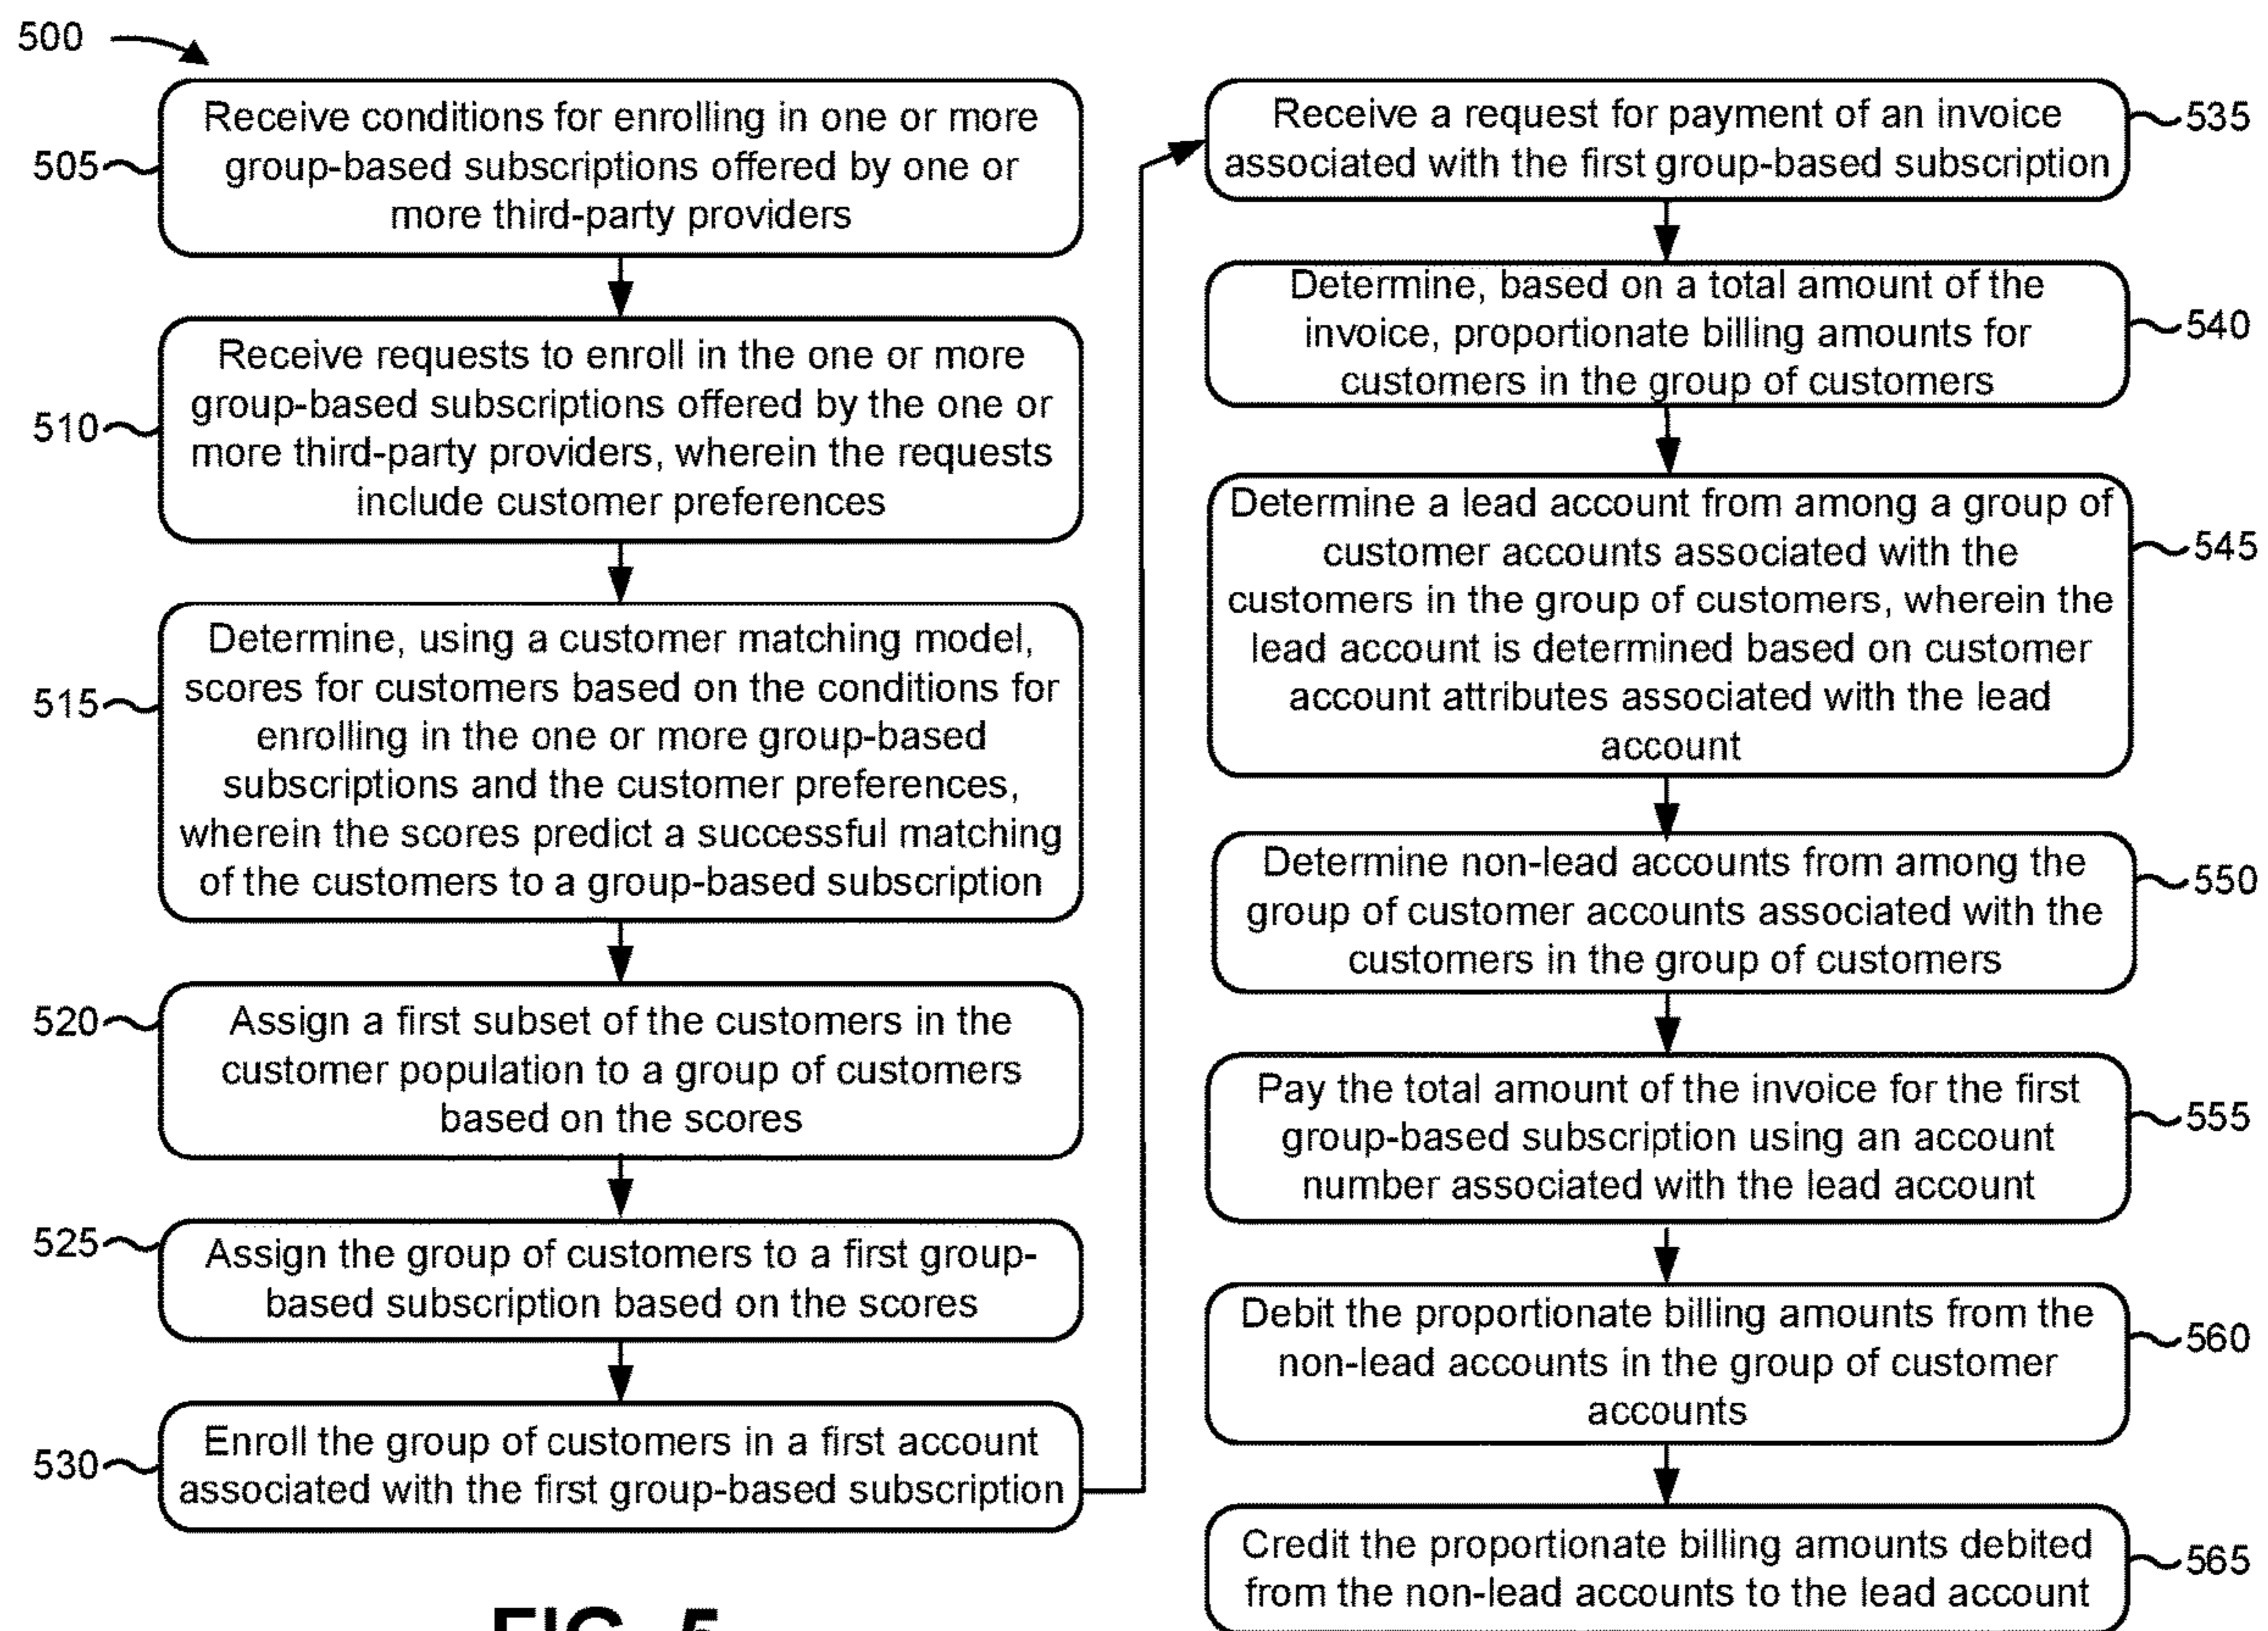 500
505
Receive conditions for enrolling in one or more
group-based subscriptions offered by one or
more third-party providers
510
Receive requests to enroll in the one or more
group-based subscriptions offered by the one or
more third-party providers, wherein the requests
include customer preferences
515
Determine, using a customer matching model,
scores for customers based on the conditions for
enrolling in the one or more group-based
subscriptions and the customer preferences,
wherein the scores predict a successful matching
of the customers to a group-based subscription
520
Assign a first subset of the customers in the
customer population to a group of customers
based on the scores
525
Assign the group of customers to a first group-
based subscription based on the scores
530
Enroll the group of customers in a first account
associated with the first group-based subscription
Receive a request for payment of an invoice
associated with the first group-based subscription
535
Determine, based on a total amount of the
invoice, proportionate billing amounts for
customers in the group of customers
540
Determine a lead account from among a group of
customer accounts associated with the
customers in the group of customers, wherein the
lead account is determined based on customer
account attributes associated with the lead
account
545
Determine non-lead accounts from among the
group of customer accounts associated with the
customers in the group of customers
550
Pay the total amount of the invoice for the first
group-based subscription using an account
number associated with the lead account
555
Debit the proportionate billing amounts from the
non-lead accounts in the group of customer
accounts
560
Credit the proportionate billing amounts debited
from the non-lead accounts to the lead account
565
FIG. 5